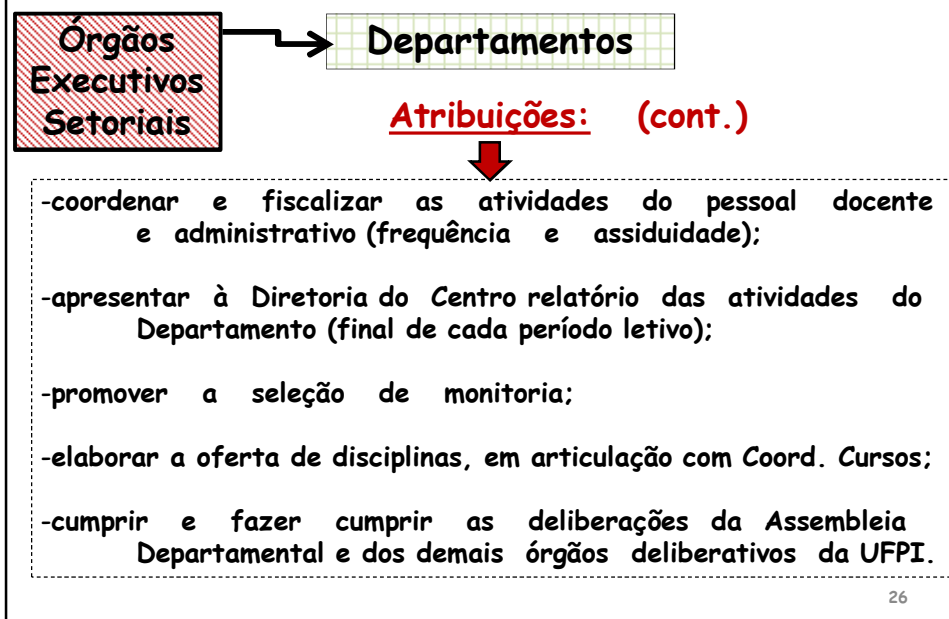 Órgãos
Executivos
Setoriais
Departamentos
Atribuições: (cont.)
-coordenar e fiscalizar as atividades do pessoal docente
e administrativo (frequência e assiduidade);
-apresentar à Diretoria do Centro relatório das atividades do
Departamento (final de cada período letivo);
-promover a seleção de monitoria;
-elaborar a oferta de disciplinas, em articulação com Coord. Cursos;
-cumprir e fazer cumprir as deliberações da Assembleia
Departamental e dos demais órgãos deliberativos da UFPI.
26